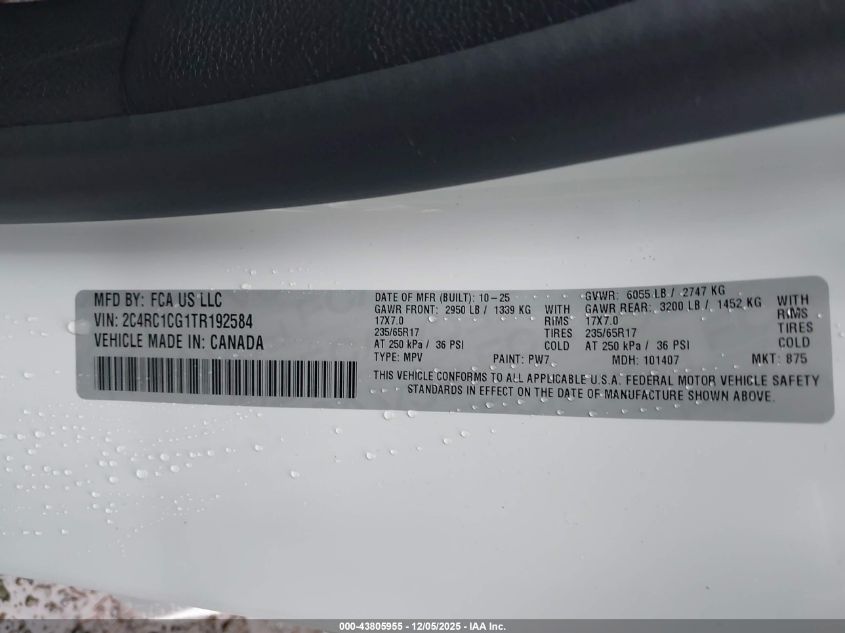 MFD BY: FCA US LLC
VIN: 2C4RC1CG1TR192584
VEHICLE MADE IN: CANADA
DATE OF MFR (BUILT): 10-25
GVWR: 6055 LB / 2747 KG
GAWR FRONT: 2950 LB / 1339 KG WITH
GAWR REAR: 3200 LB / 1452 KG WITH
17X7.0 RIMS 17X7.0 RIMS
235/65R17 TIRES 235/65R17 TIRES
AT 250 kPa / 36 PSI COLD AT 250 kPa / 36 PSI COLD
TYPE: MPV PAINT: PW7 MDH: 101407 MKT: 875
THIS VEHICLE CONFORMS TO ALL APPLICABLE U.S.A. FEDERAL MOTOR VEHICLE SAFETY
STANDARDS IN EFFECT ON THE DATE OF MANUFACTURE SHOWN ABOVE.
000-43805955 - 12/05/2025 - IAA Inc.